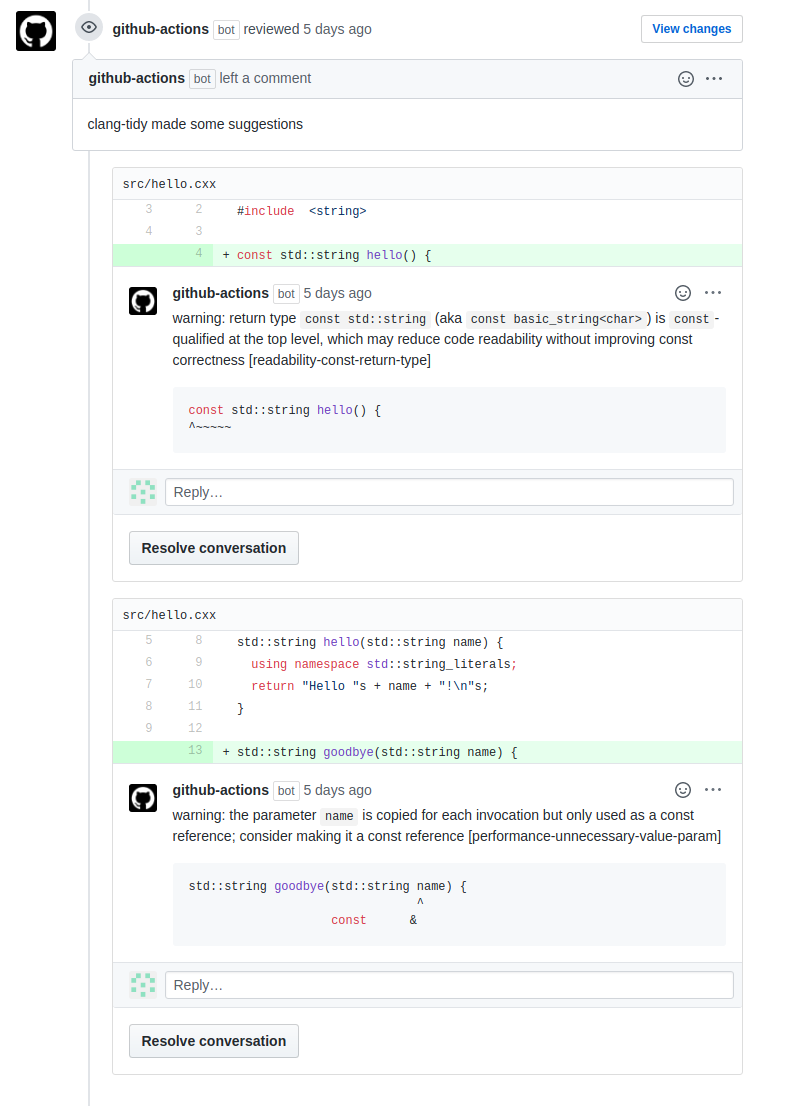 github-actions bot reviewed 5 days ago View changes
github-actions bot left a comment
clang-tidy made some suggestions
src/hello.cxx
3 2 #include <string>
4 3
4 + const std::string hello() {
github-actions bot 5 days ago
warning: return type const std::string (aka const basic_string<char> ) is const -
qualified at the top level, which may reduce code readability without improving const
correctness [readability-const-return-type]
const std::string hello() {
^~~~~~
Reply…
Resolve conversation
src/hello.cxx
5 8 std::string hello(std::string name) {
6 9 using namespace std::string_literals;
7 10 return "Hello "s + name + "!\n"s;
8 11 }
9 12
13 + std::string goodbye(std::string name) {
github-actions bot 5 days ago
warning: the parameter name is copied for each invocation but only used as a const
reference; consider making it a const reference [performance-unnecessary-value-param]
std::string goodbye(std::string name) {
^
const &
Reply…
Resolve conversation